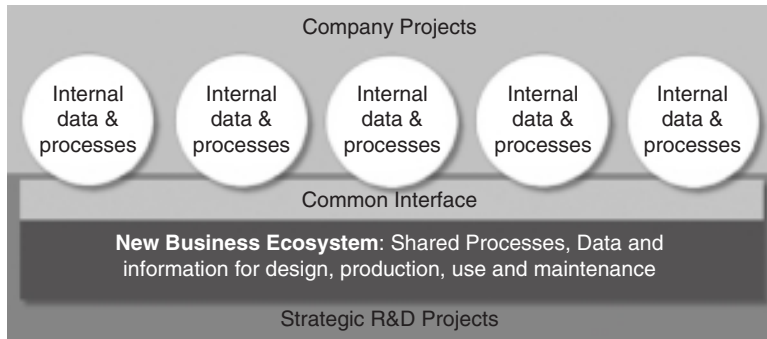 Company Projects
Internal data & processes
Internal data & processes
Internal data & processes
Internal data & processes
Internal data & processes
Common Interface
New Business Ecosystem: Shared Processes, Data and
information for design, production, use and maintenance
Strategic R&D Projects